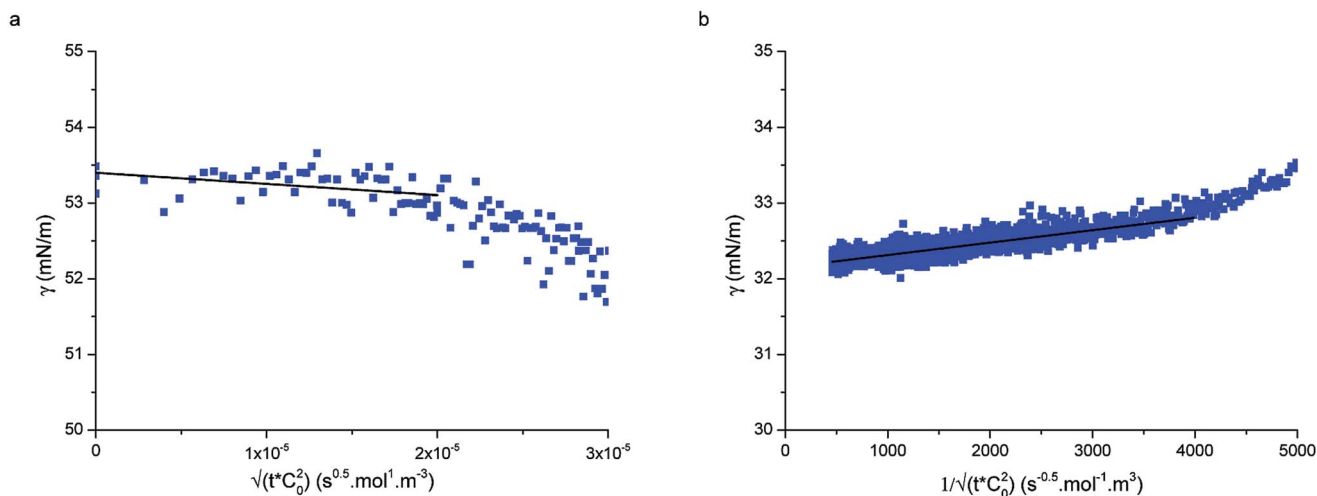 a
55
54
53
52
51
50
γ (mN/m)
0
1x10⁻⁵
2x10⁻⁵
3x10⁻⁵
√(t*C₀²) (s⁰·⁵.mol¹.m⁻³)
b
35
34
33
32
31
30
γ (mN/m)
0
1000
2000
3000
4000
5000
1/√(t*C₀²) (s⁻⁰·⁵.mol⁻¹.m³)